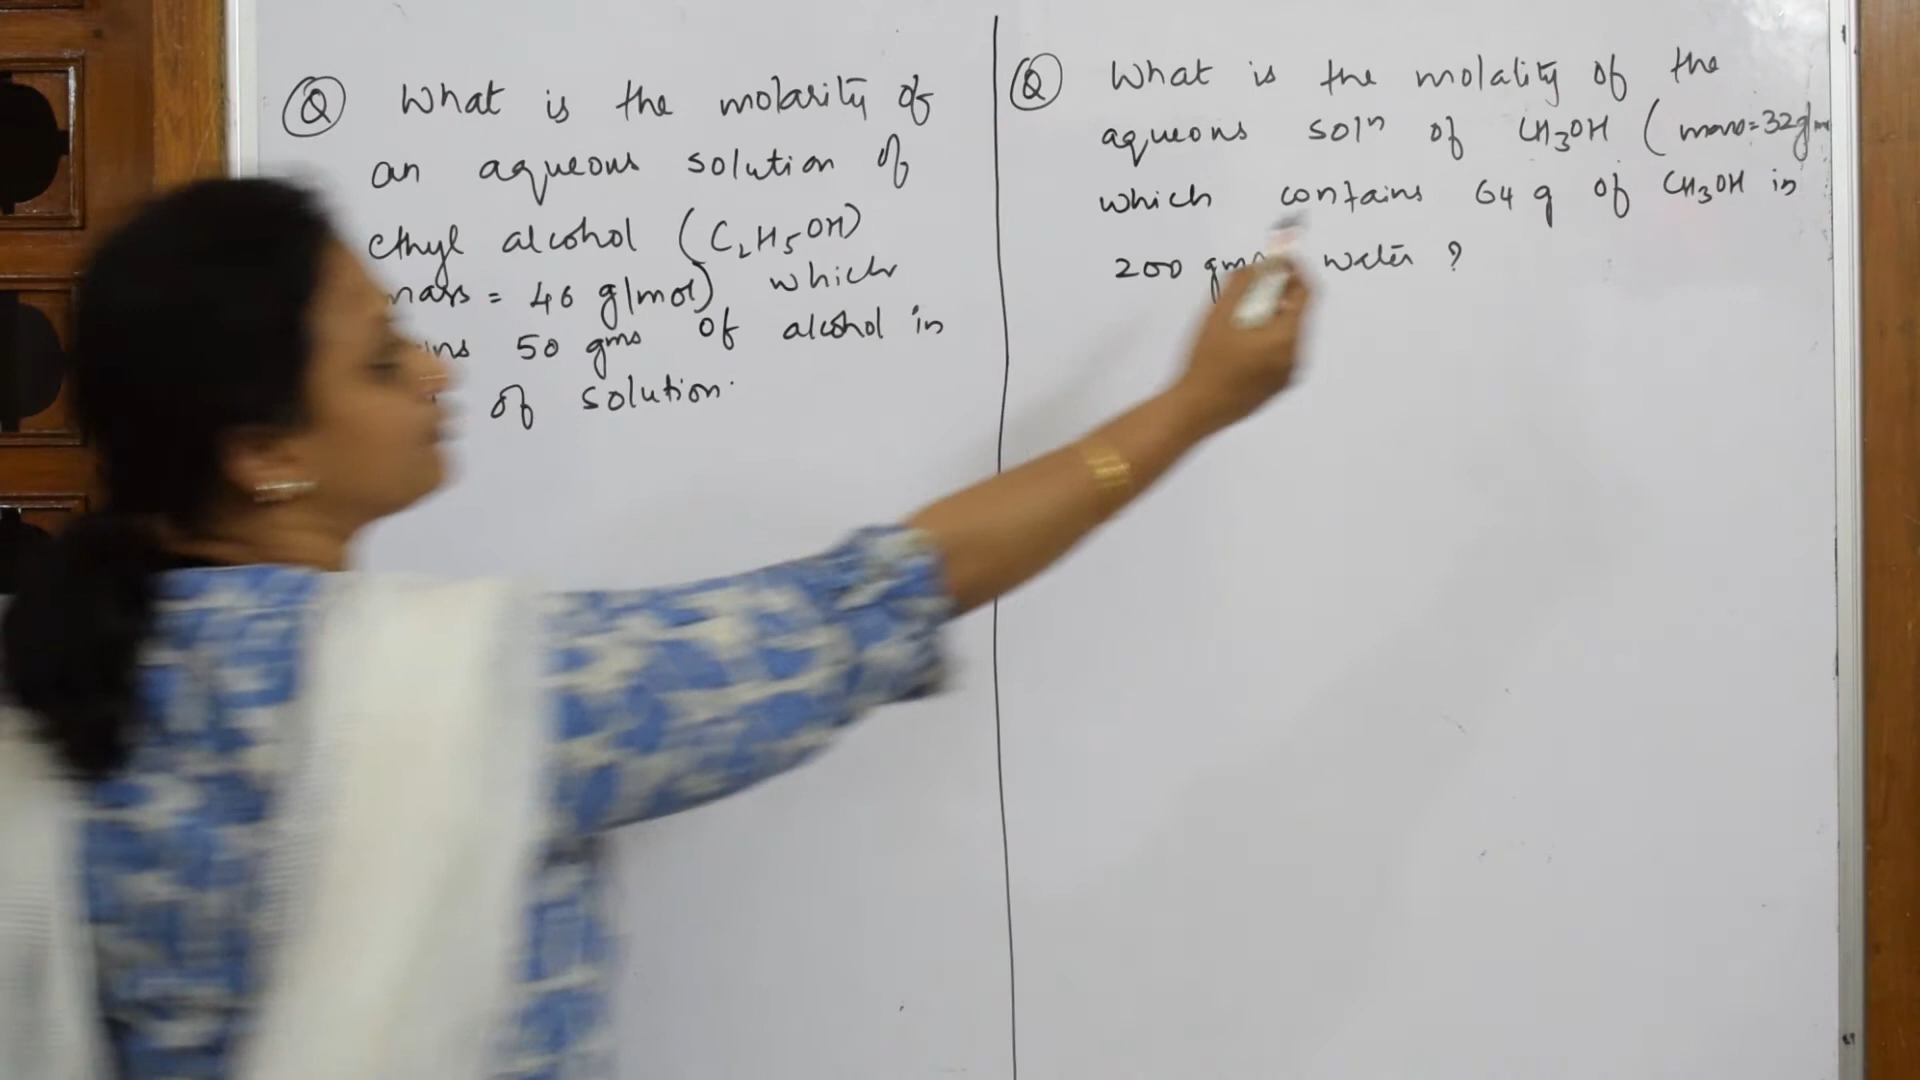 Q What is the molarity of
an aqueous solution of
ethyl alcohol (C₂H₅OH)
mass = 46 g/mol) which
50 gms of alcohol in
of solution.
Q What is the molality of the
aqueous solⁿ of CH₃OH (mass=32g/m
which contains 64 g of CH₃OH in
200 gms water ?